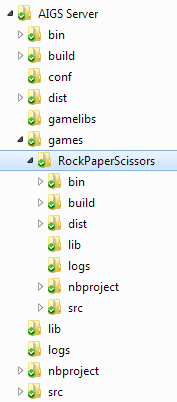 AIGS Server
bin
build
conf
dist
gamelibs
games
RockPaperScissors
bin
build
dist
lib
logs
nbproject
src
lib
logs
nbproject
src